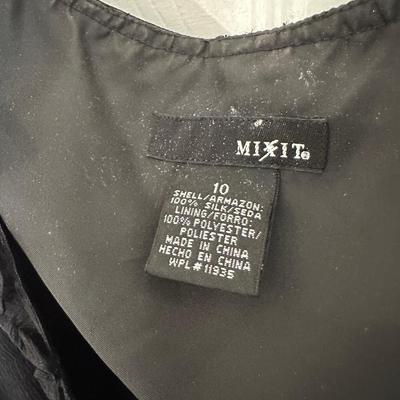 MIXIT
10
SHELL/ARMAZON:
100% SILK/SEDA
LINING/FORRO:
100% POLYESTER/
POLIESTER
MADE IN CHINA
HECHO EN CHINA
WPL#11935